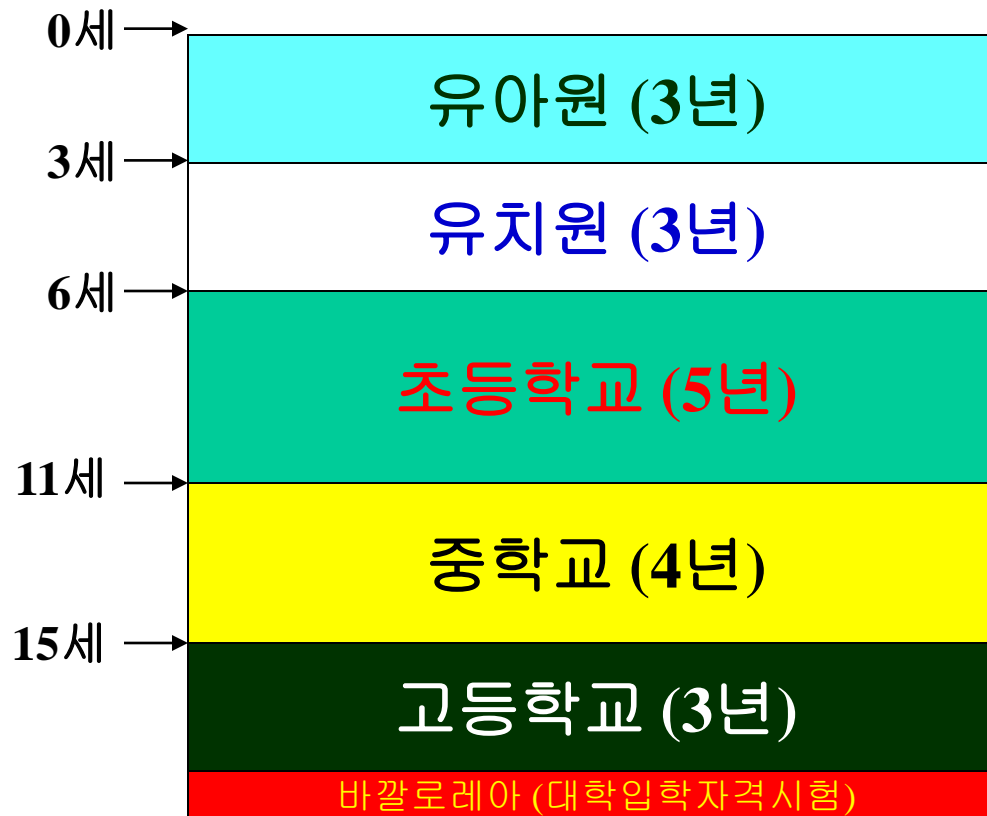 0세
유아원 (3년)
3세
유치원 (3년)
6세
초등학교 (5년)
11세
중학교 (4년)
15세
고등학교 (3년)
바깔로레아 (대학입학자격시험)